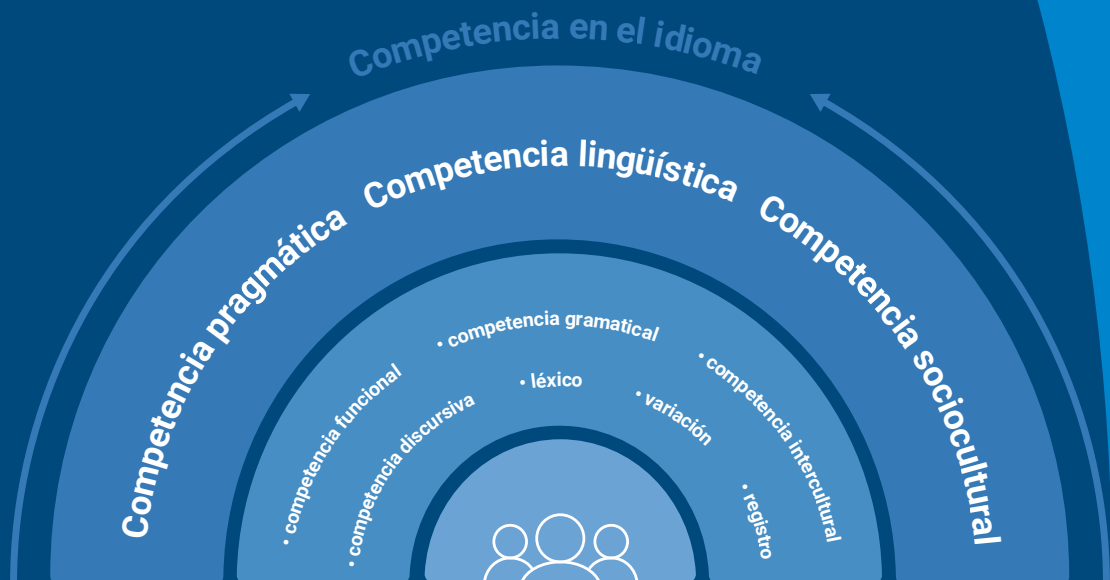 Competencia en el idioma
Competencia pragmática
Competencia lingüística
Competencia sociocultural
• competencia funcional
• competencia discursiva
• competencia gramatical
• léxico
• competencia intercultural
• variación
• registro